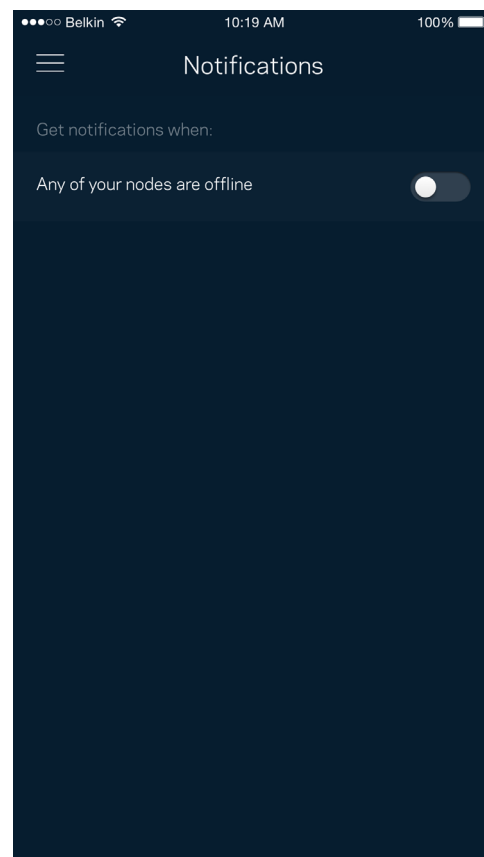 ●●●○○ Belkin 10:19 AM 100%
Notifications
Get notifications when:
Any of your nodes are offline